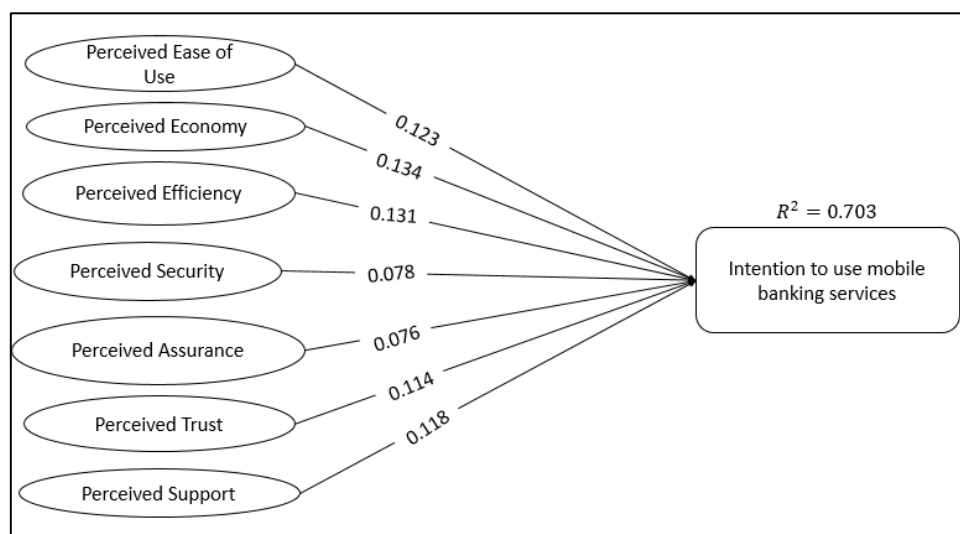 Perceived Ease of
Use
0.123
Perceived Economy
0.134
Perceived Efficiency
0.131
Perceived Security
0.078
Perceived Assurance
0.076
Perceived Trust
0.114
Perceived Support
0.118
R² = 0.703
Intention to use mobile
banking services